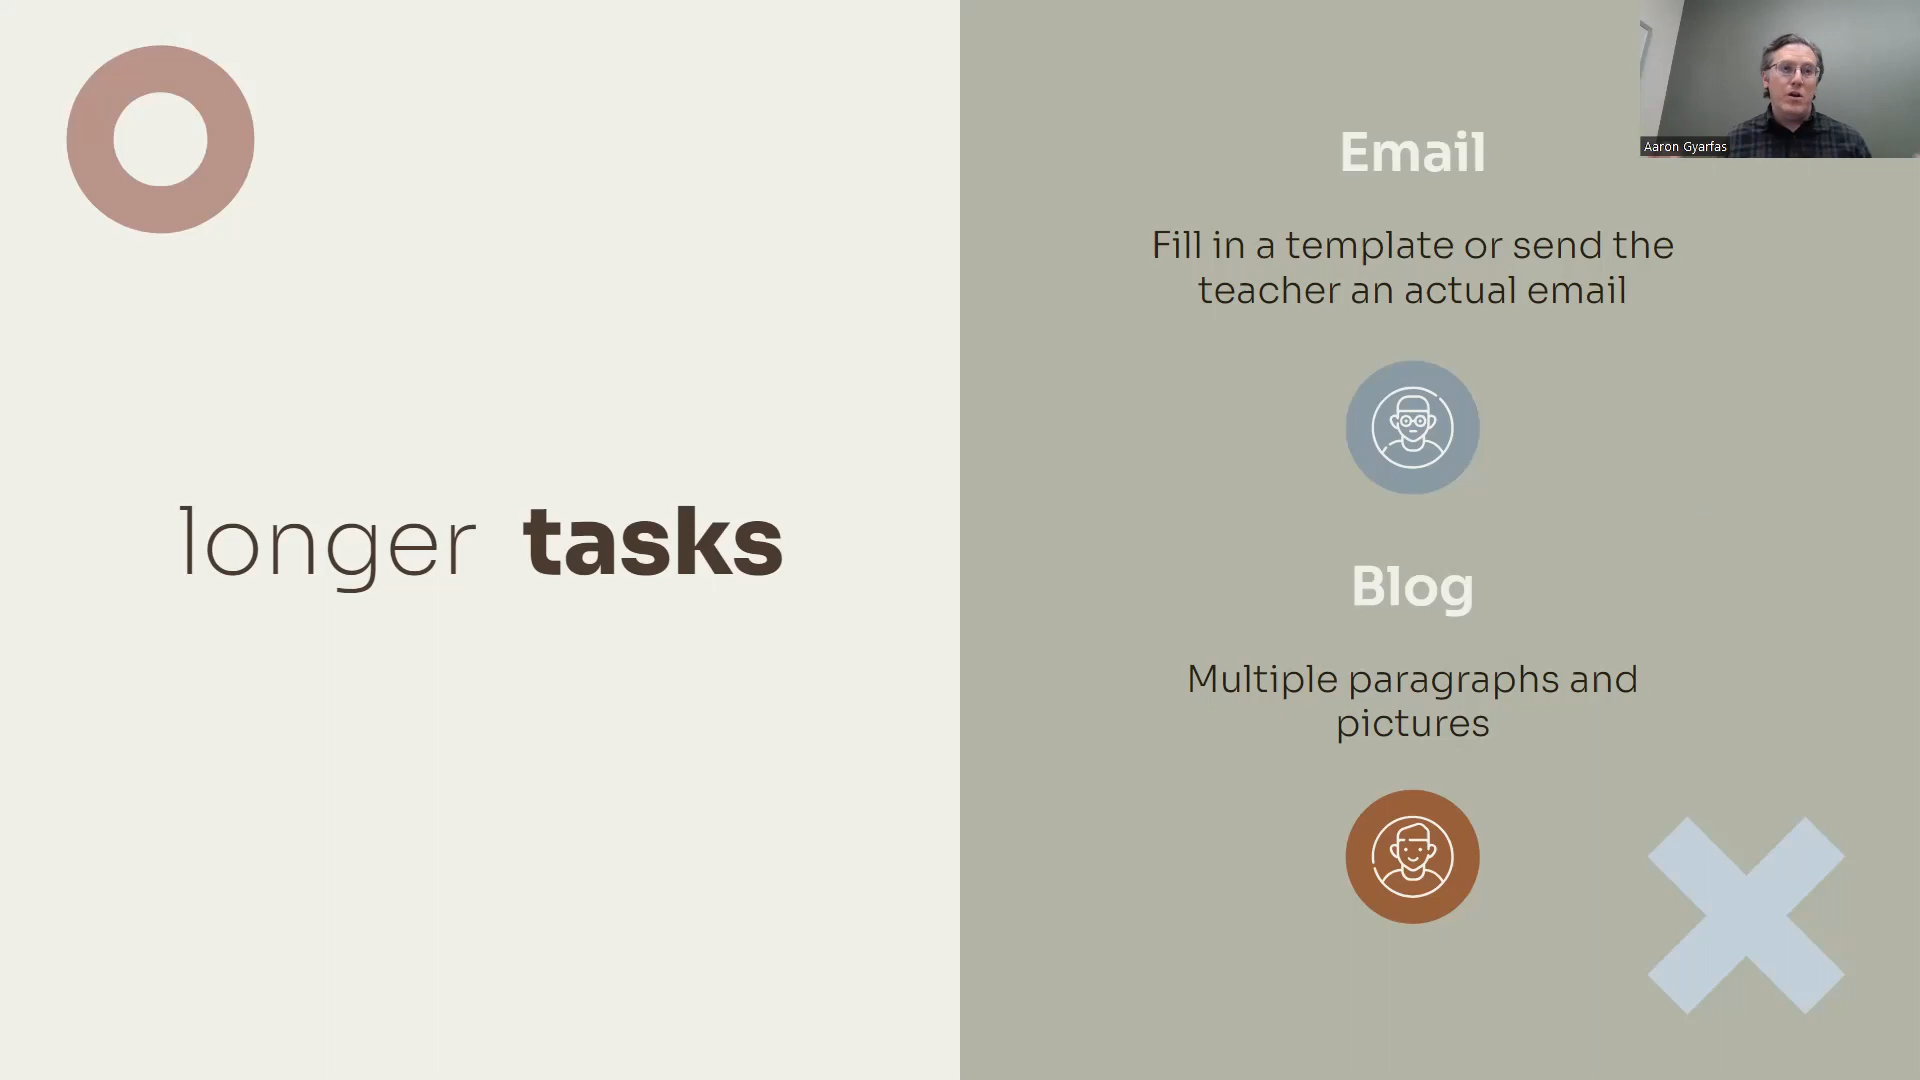 longer tasks
Email
Fill in a template or send the
teacher an actual email
Blog
Multiple paragraphs and
pictures
Aaron Gyarfas